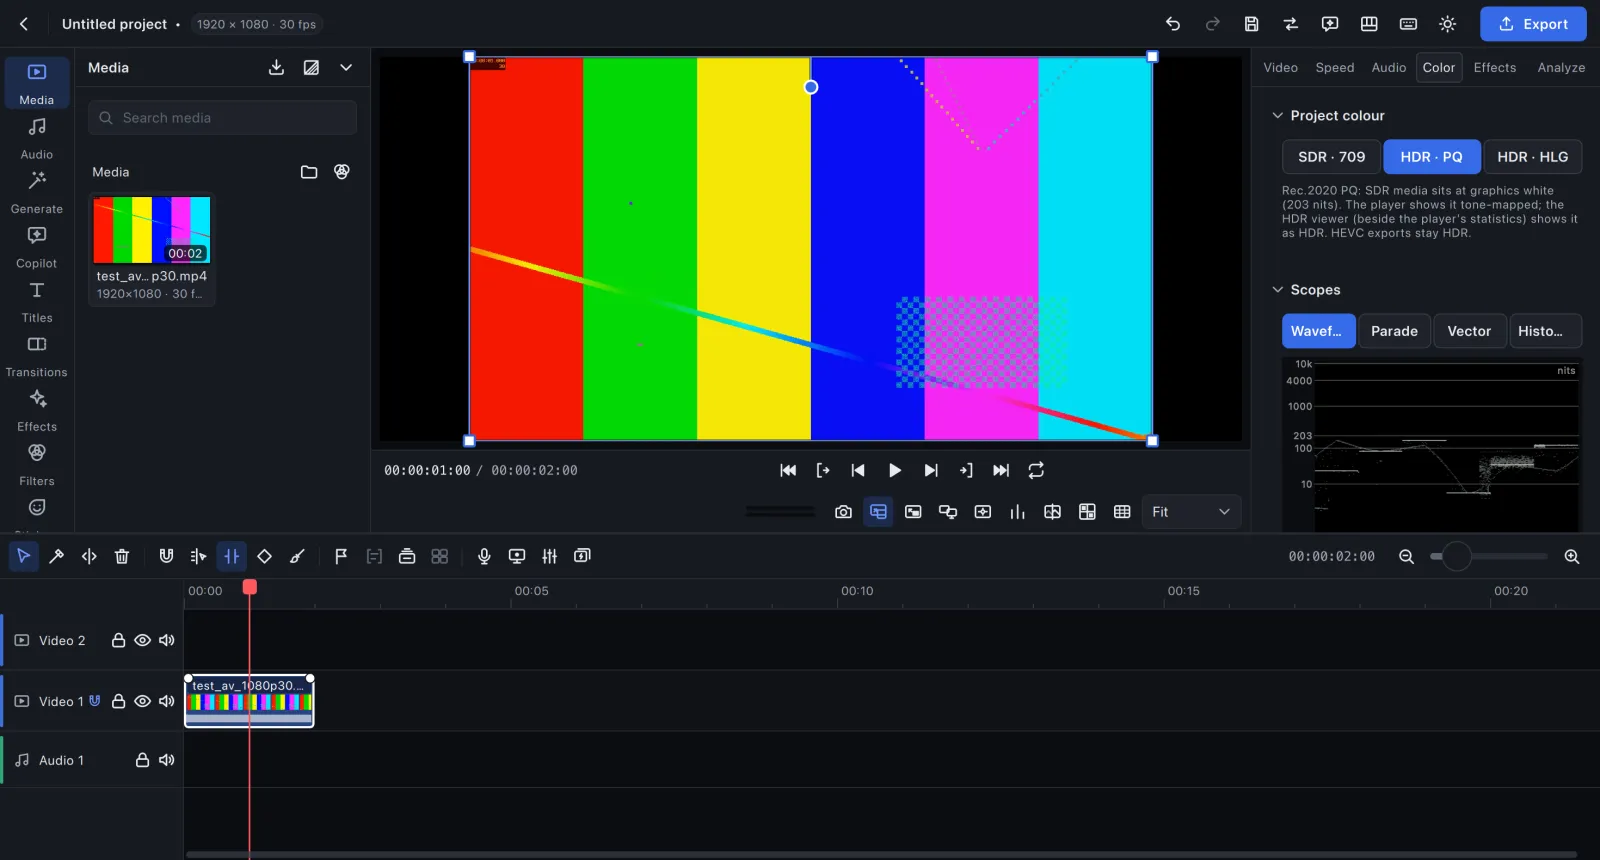 Untitled project •
1920 × 1080 · 30 fps
Export
Media
Audio
Generate
Copilot
Titles
Transitions
Effects
Filters
Media
Search media
Media
00:02
test_av... p30.mp4
1920×1080 · 30 f...
00:00:01:00 / 00:00:02:00
Fit
Video
Speed
Audio
Color
Effects
Analyze
Project colour
SDR · 709
HDR · PQ
HDR · HLG
Rec.2020 PQ: SDR media sits at graphics white
(203 nits). The player shows it tone-mapped; the
HDR viewer (beside the player's statistics) shows it
as HDR. HEVC exports stay HDR.
Scopes
Wavef...
Parade
Vector
Histo...
10k
nits
4000
1000
203
100
10
00:00:02:00
00:00
00:05
00:10
00:15
00:20
Video 2
Video 1
test_av_1080p30....
Audio 1